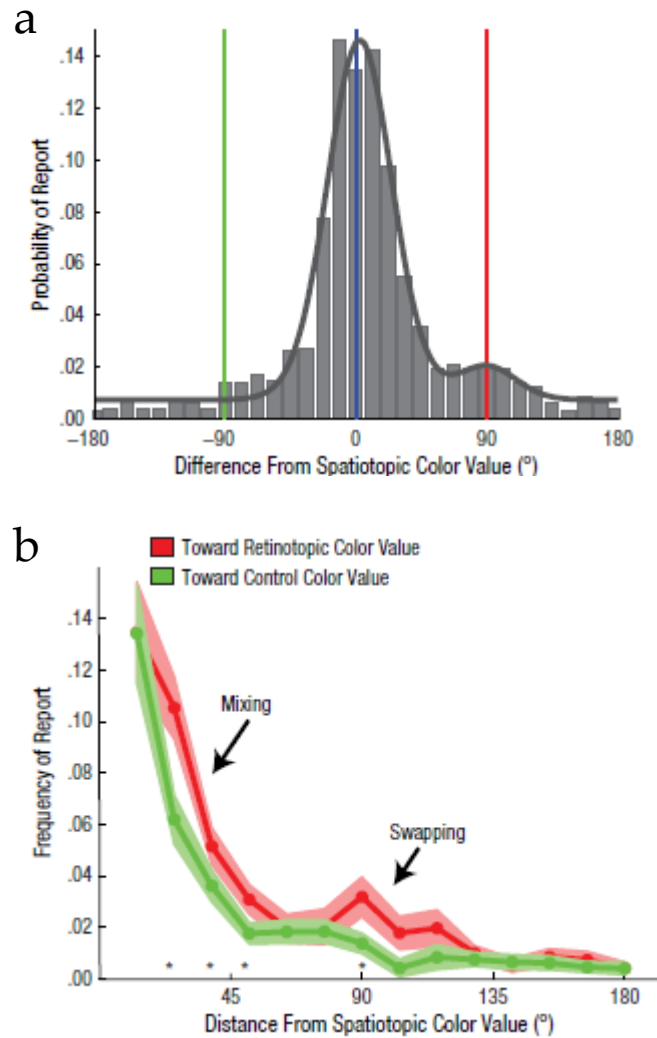 a
.14
.12
.10
.08
.06
.04
.02
.00
Probability of Report
–180
–90
0
90
180
Difference From Spatiotopic Color Value (°)
b
Toward Retinotopic Color Value
Toward Control Color Value
.14
.12
.10
.08
.06
.04
.02
.00
Frequency of Report
Mixing
Swapping
* * * *
45
90
135
180
Distance From Spatiotopic Color Value (°)